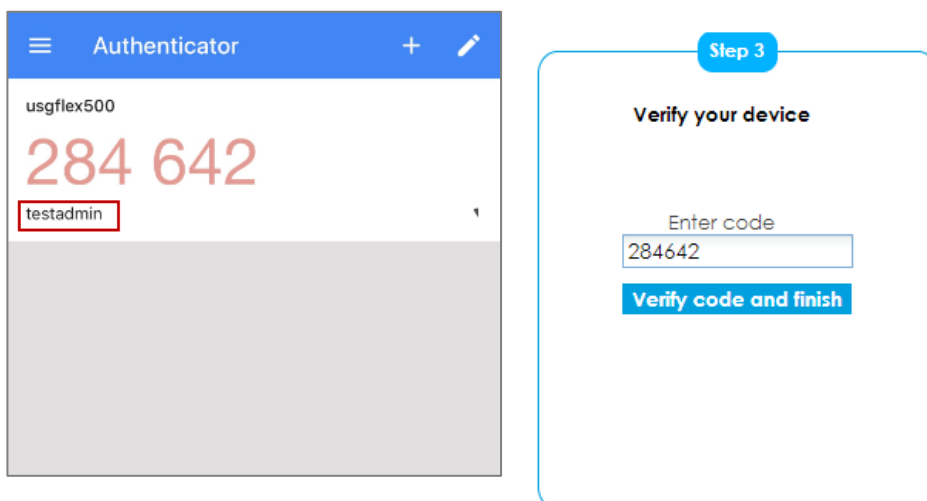 Authenticator
usgflex500
284 642
testadmin
Step 3
Verify your device
Enter code
284642
Verify code and finish